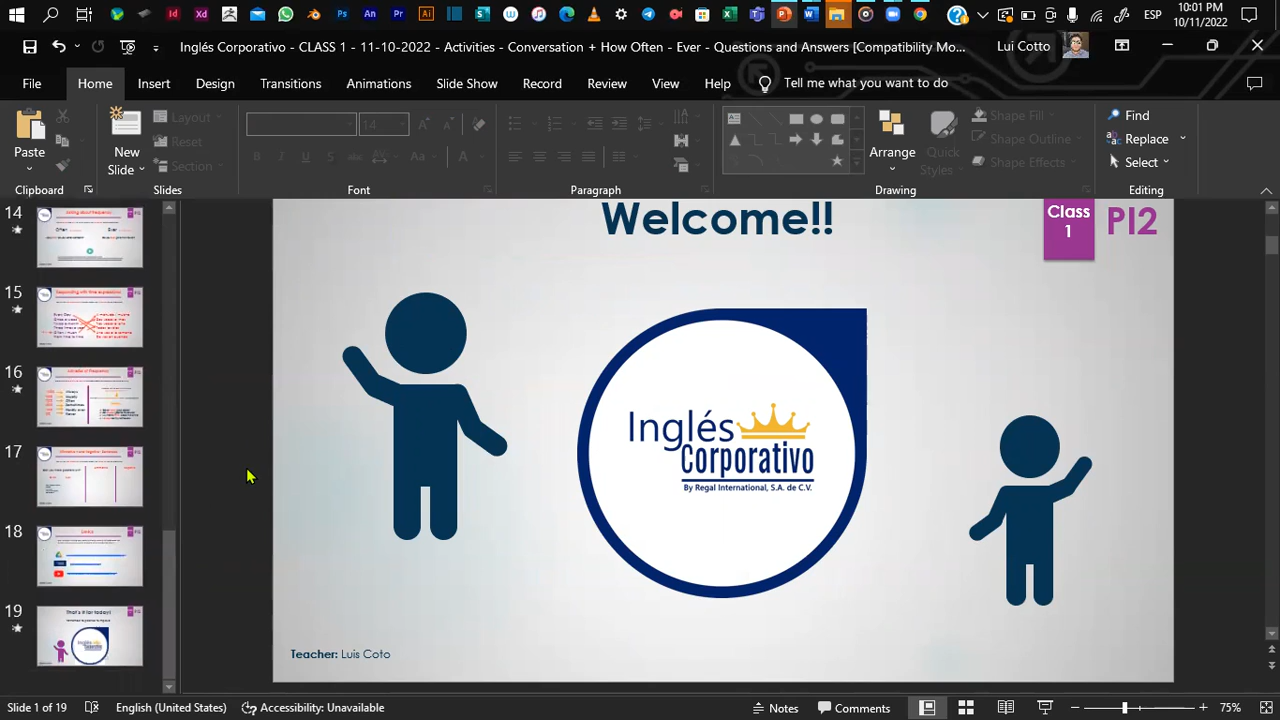 10:01 PM
ESP
10/11/2022
Inglés Corporativo - CLASS 1 - 11-10-2022 - Activities - Conversation + How Often - Ever - Questions and Answers [Compatibility Mo...
Lui Cotto
File Home Insert Design Transitions Animations Slide Show Record Review View Help Tell me what you want to do
Paste
New Slide
Layout
Reset
Section
14
Arrange
Quick Styles
Shape Fill
Shape Outline
Shape Effects
Find
Replace
Select
Clipboard Slides Font Paragraph Drawing Editing
14
15
16
17
18
19
Welcome!!
Class
1
PI2
Inglés
Corporativo
By Regal International, S.A. de C.V.
Teacher: Luis Coto
Slide 1 of 19 English (United States) Accessibility: Unavailable Notes Comments 75%